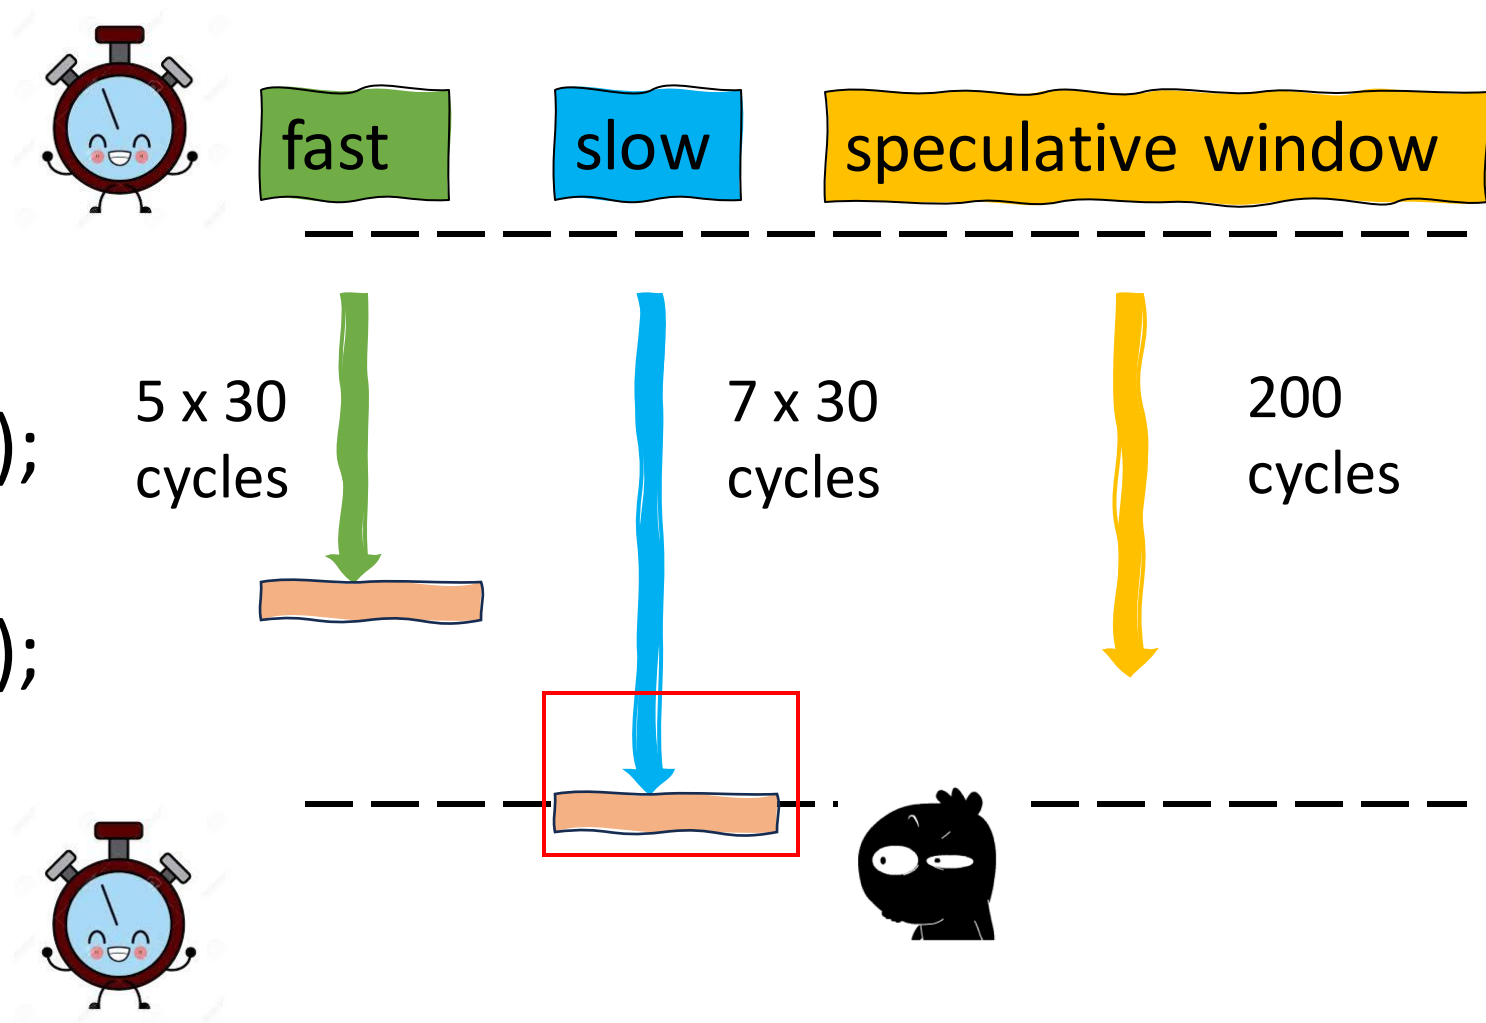 fast
slow
speculative window
5 x 30
cycles
7 x 30
cycles
200
cycles
);
);